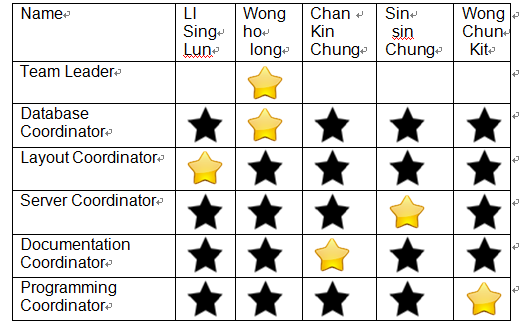 Name
LI Sing Lun
Wong ho long
Chan Kin Chung
Sin sin Chung
Wong Chun Kit
Team Leader
Database Coordinator
Layout Coordinator
Server Coordinator
Documentation Coordinator
Programming Coordinator